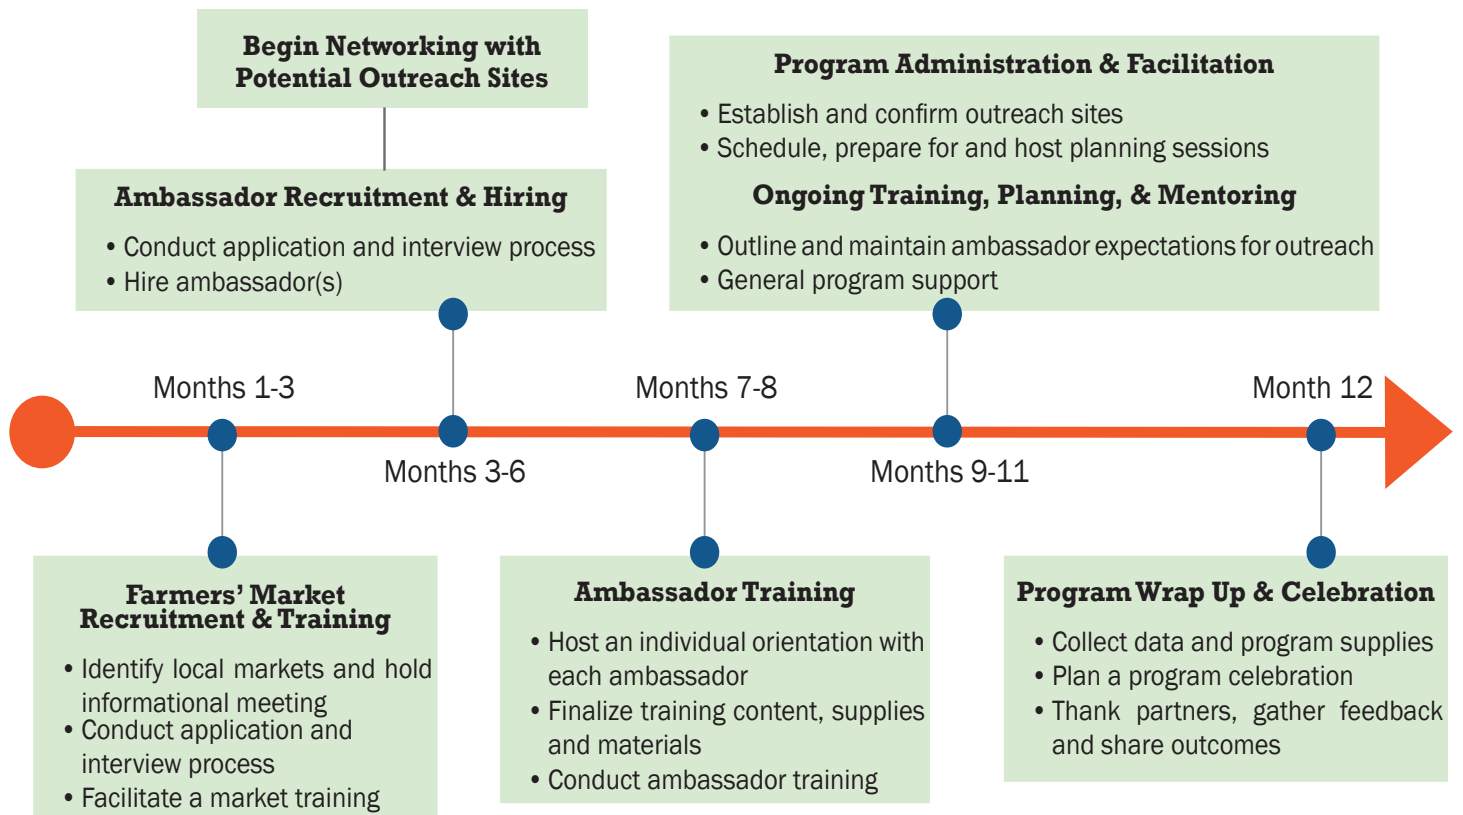 Begin Networking with
Potential Outreach Sites
Ambassador Recruitment & Hiring
• Conduct application and interview process
• Hire ambassador(s)
Program Administration & Facilitation
• Establish and confirm outreach sites
• Schedule, prepare for and host planning sessions
Ongoing Training, Planning, & Mentoring
• Outline and maintain ambassador expectations for outreach
• General program support
Months 1-3
Months 3-6
Months 7-8
Months 9-11
Month 12
Farmers’ Market
Recruitment & Training
• Identify local markets and hold
informational meeting
• Conduct application and
interview process
• Facilitate a market training
Ambassador Training
• Host an individual orientation with
each ambassador
• Finalize training content, supplies
and materials
• Conduct ambassador training
Program Wrap Up & Celebration
• Collect data and program supplies
• Plan a program celebration
• Thank partners, gather feedback
and share outcomes